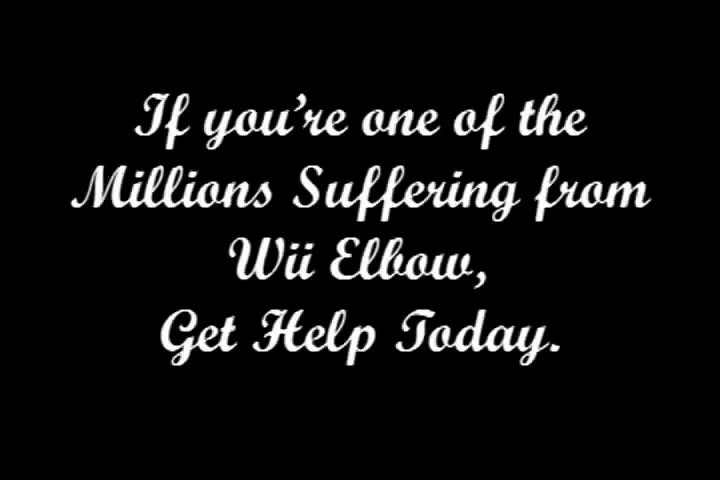 If you're one of the
Millions Suffering from
Wii Elbow,
Get Help Today.